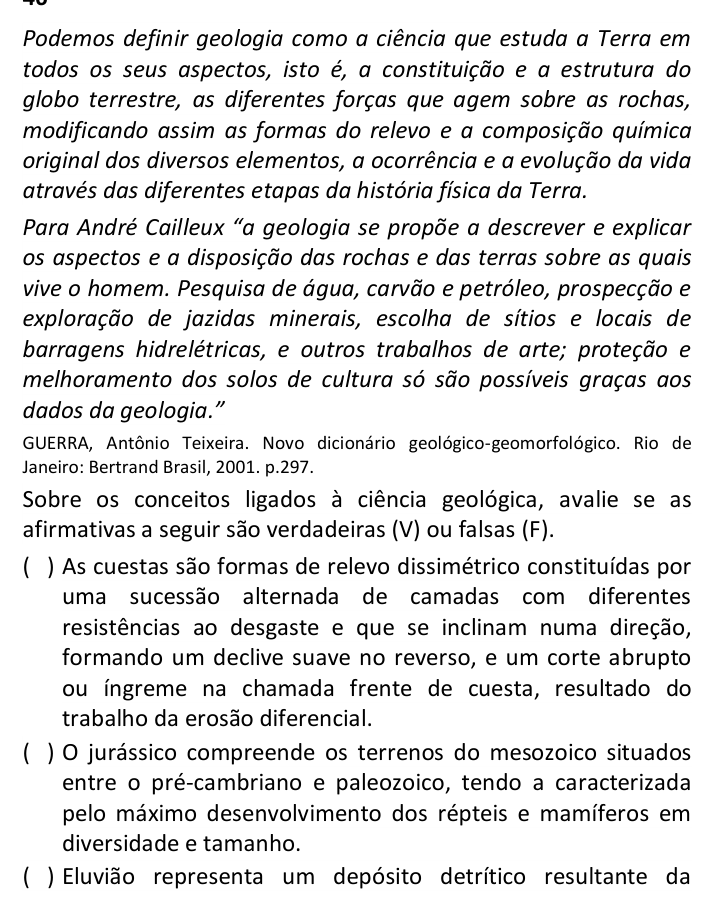 Podemos definir geologia como a ciência que estuda a Terra em
todos os seus aspectos, isto é, a constituição e a estrutura do
globo terrestre, as diferentes forças que agem sobre as rochas,
modificando assim as formas do relevo e a composição química
original dos diversos elementos, a ocorrência e a evolução da vida
através das diferentes etapas da história física da Terra.
Para André Cailleux “a geologia se propõe a descrever e explicar
os aspectos e a disposição das rochas e das terras sobre as quais
vive o homem. Pesquisa de água, carvão e petróleo, prospecção e
exploração de jazidas minerais, escolha de sítios e locais de
barragens hidrelétricas, e outros trabalhos de arte; proteção e
melhoramento dos solos de cultura só são possíveis graças aos
dados da geologia.”
GUERRA, Antônio Teixeira. Novo dicionário geológico-geomorfológico. Rio de
Janeiro: Bertrand Brasil, 2001. p.297.
Sobre os conceitos ligados à ciência geológica, avalie se as
afirmativas a seguir são verdadeiras (V) ou falsas (F).
( ) As cuestas são formas de relevo dissimétrico constituídas por
uma sucessão alternada de camadas com diferentes
resistências ao desgaste e que se inclinam numa direção,
formando um declive suave no reverso, e um corte abrupto
ou íngreme na chamada frente de cuesta, resultado do
trabalho da erosão diferencial.
( ) O jurássico compreende os terrenos do mesozoico situados
entre o pré-cambriano e paleozoico, tendo a caracterizada
pelo máximo desenvolvimento dos répteis e mamíferos em
diversidade e tamanho.
( ) Eluvião representa um depósito detrítico resultante da